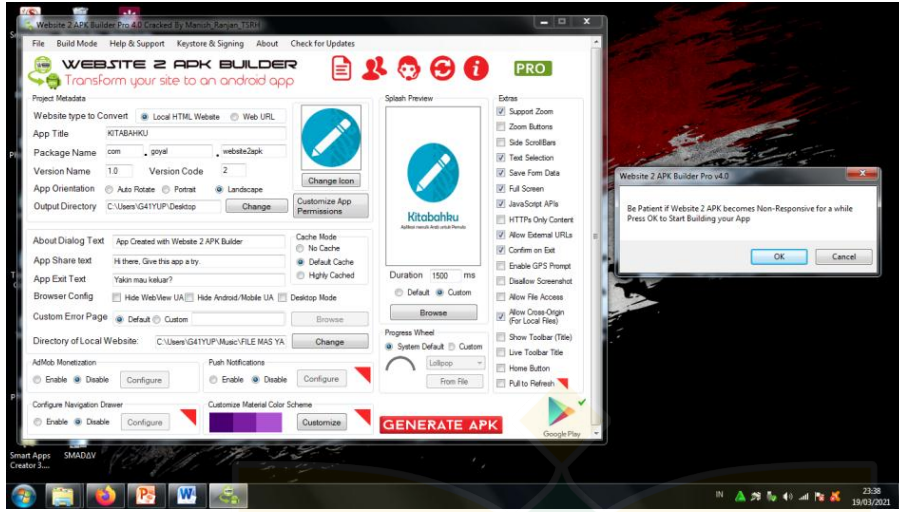 Website 2 APK Builder Pro 4.0 Cracked By Manish_Ranjan_TSRH
File Build Mode Help & Support Keystore & Signing About Check for Updates
WEBSITE 2 APK BUILDER
Transform your site to an android app
PRO
Project Metadata
Website type to Convert Local HTML Website Web URL
App Title KITABAHKU
Package Name com . goyal . website2apk
Version Name 1.0 Version Code 2
App Orientation Auto Rotate Portrait Landscape
Output Directory C:\Users\G41YUP\Desktop Change
Change Icon
Customize App
Permissions
About Dialog Text App Created with Website 2 APK Builder
App Share text Hi there, Give this app a try.
App Exit Text Yakin mau keluar?
Browser Config Hide WebView UA Hide Android/Mobile UA Desktop Mode
Custom Error Page Default Custom Browse
Directory of Local Website: C:\Users\G41YUP\Music\FILE MAS YA Change
Cache Mode
No Cache
Default Cache
Highly Cached
AdMob Monetization
Enable Disable Configure
Push Notifications
Enable Disable Configure
Configure Navigation Drawer
Enable Disable Configure
Customize Material Color Scheme
Customize
Splash Preview
Kitabahku
Aplikasi menulis Arab untuk Pemula
Duration 1500 ms
Default Custom
Browse
Progress Wheel
System Default Custom
Lollipop
From File
GENERATE APK
Extras
Support Zoom
Zoom Buttons
Side ScrollBars
Text Selection
Save Form Data
Full Screen
JavaScript APIs
HTTPs Only Content
Allow External URLs
Confirm on Exit
Enable GPS Prompt
Disallow Screenshot
Allow File Access
Allow Cross-Origin
(For Local Files)
Show Toolbar (Title)
Live Toolbar Title
Home Button
Pull to Refresh
Google Play
Website 2 APK Builder Pro v4.0
Be Patient if Website 2 APK becomes Non-Responsive for a while
Press OK to Start Building your App
OK Cancel
Smart Apps SMADAV
Creator 3....
IN
23:38
19/03/2021